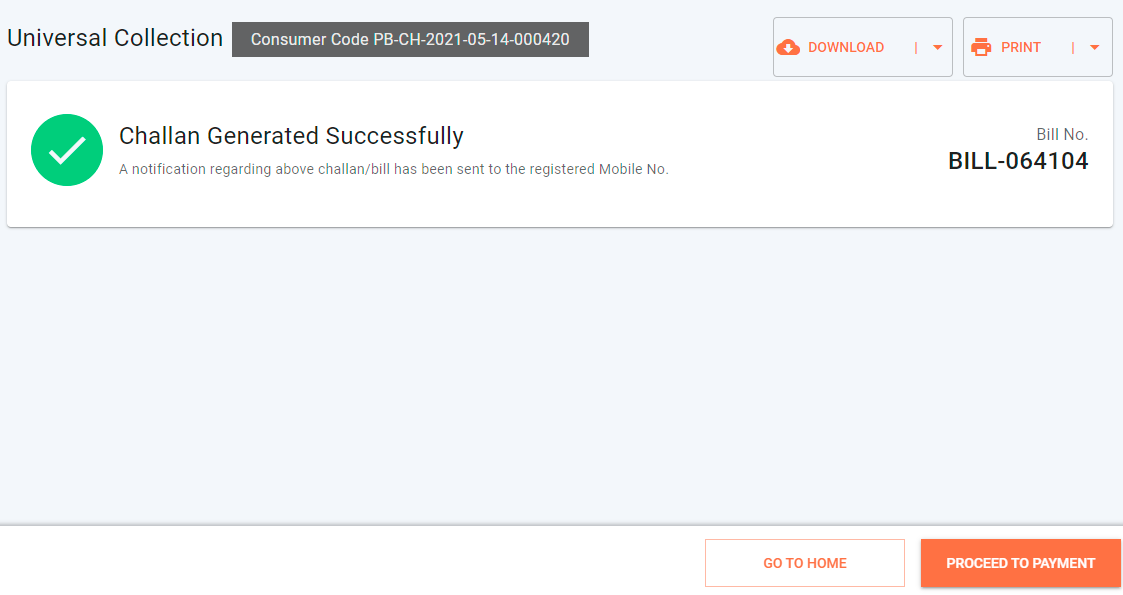 Universal Collection
Consumer Code PB-CH-2021-05-14-000420
DOWNLOAD |
PRINT |
Challan Generated Successfully
A notification regarding above challan/bill has been sent to the registered Mobile No.
Bill No.
BILL-064104
GO TO HOME
PROCEED TO PAYMENT